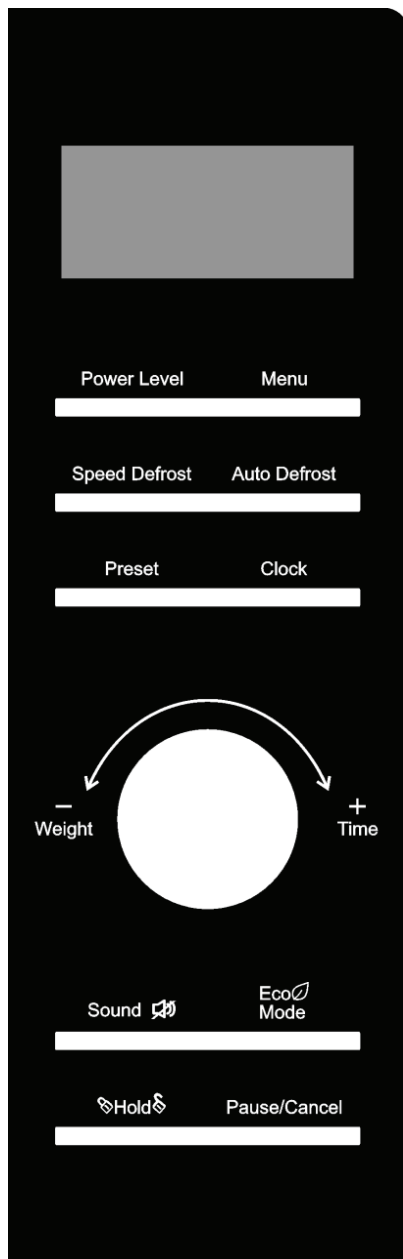 Power Level Menu
Speed Defrost Auto Defrost
Preset Clock
− +
Weight Time
Sound Eco
Mode
Hold Pause/Cancel